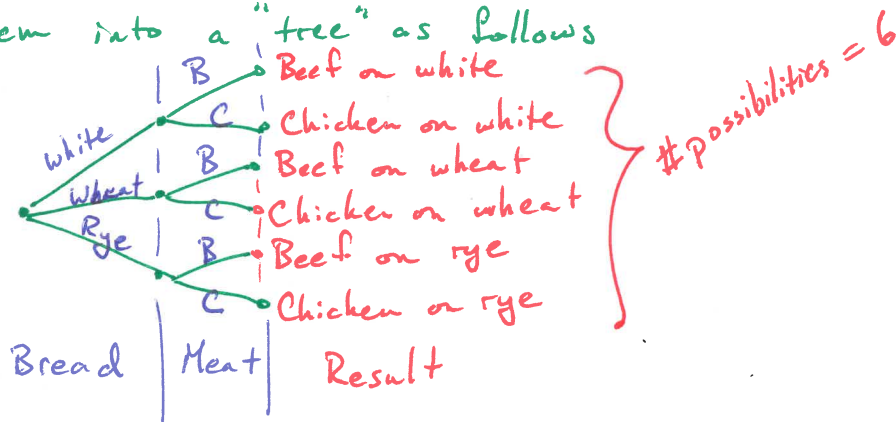 em into a "tree" as follows
B Beef on white
White C Chicken on white
B Beef on wheat
Wheat C Chicken on wheat
Rye B Beef on rye
C Chicken on rye
#possibilities = 6
Bread Meat Result